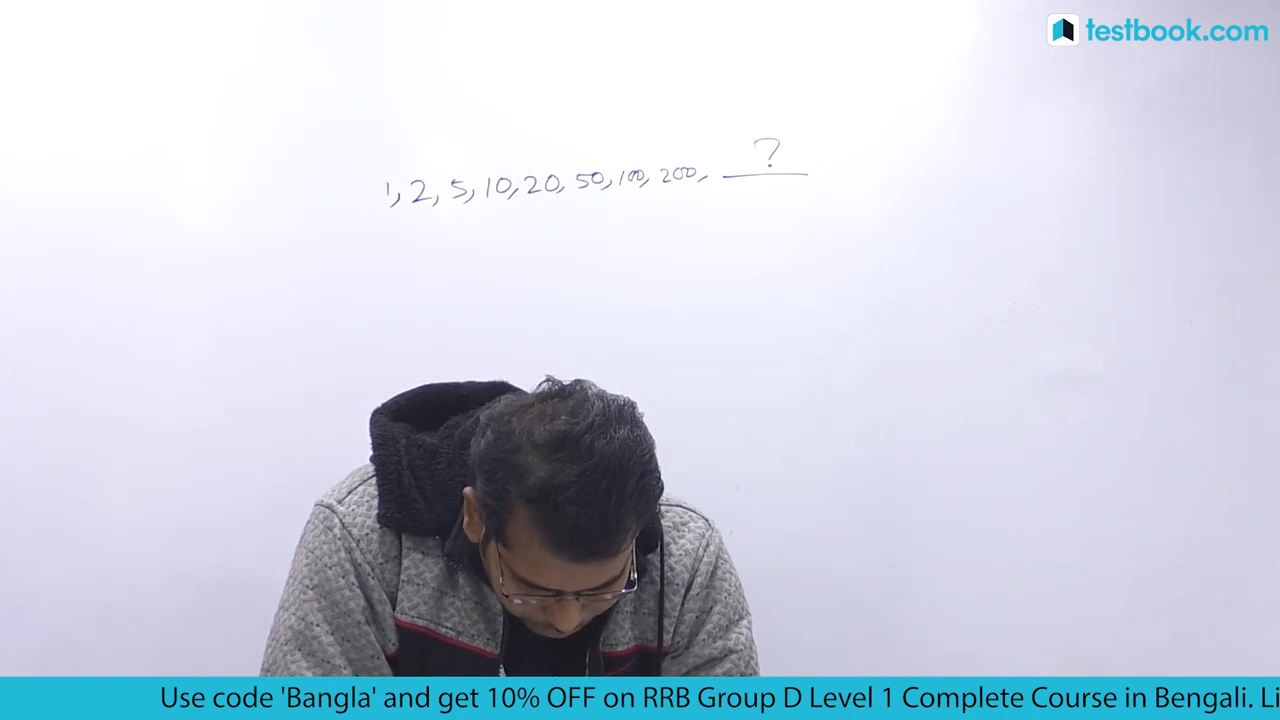 testbook.com
?
1, 2, 5, 10, 20, 50, 100, 200, ___
Use code 'Bangla' and get 10% OFF on RRB Group D Level 1 Complete Course in Bengali. Li